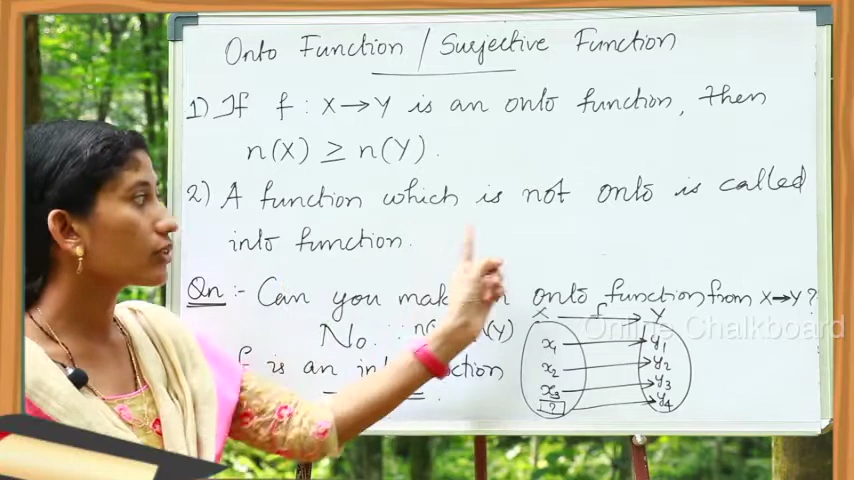 Onto Function / Surjective Function
1) If f : X → Y is an onto function, then
n(X) ≥ n(Y).
2) A function which is not onto is called
into function.
Qn :- Can you make onto function from X→Y ?
X f Y
No. Y)
x₁ y₁
f is an function
x₂ y₂
x₃ y₃
? y₄
Online Chalkboard